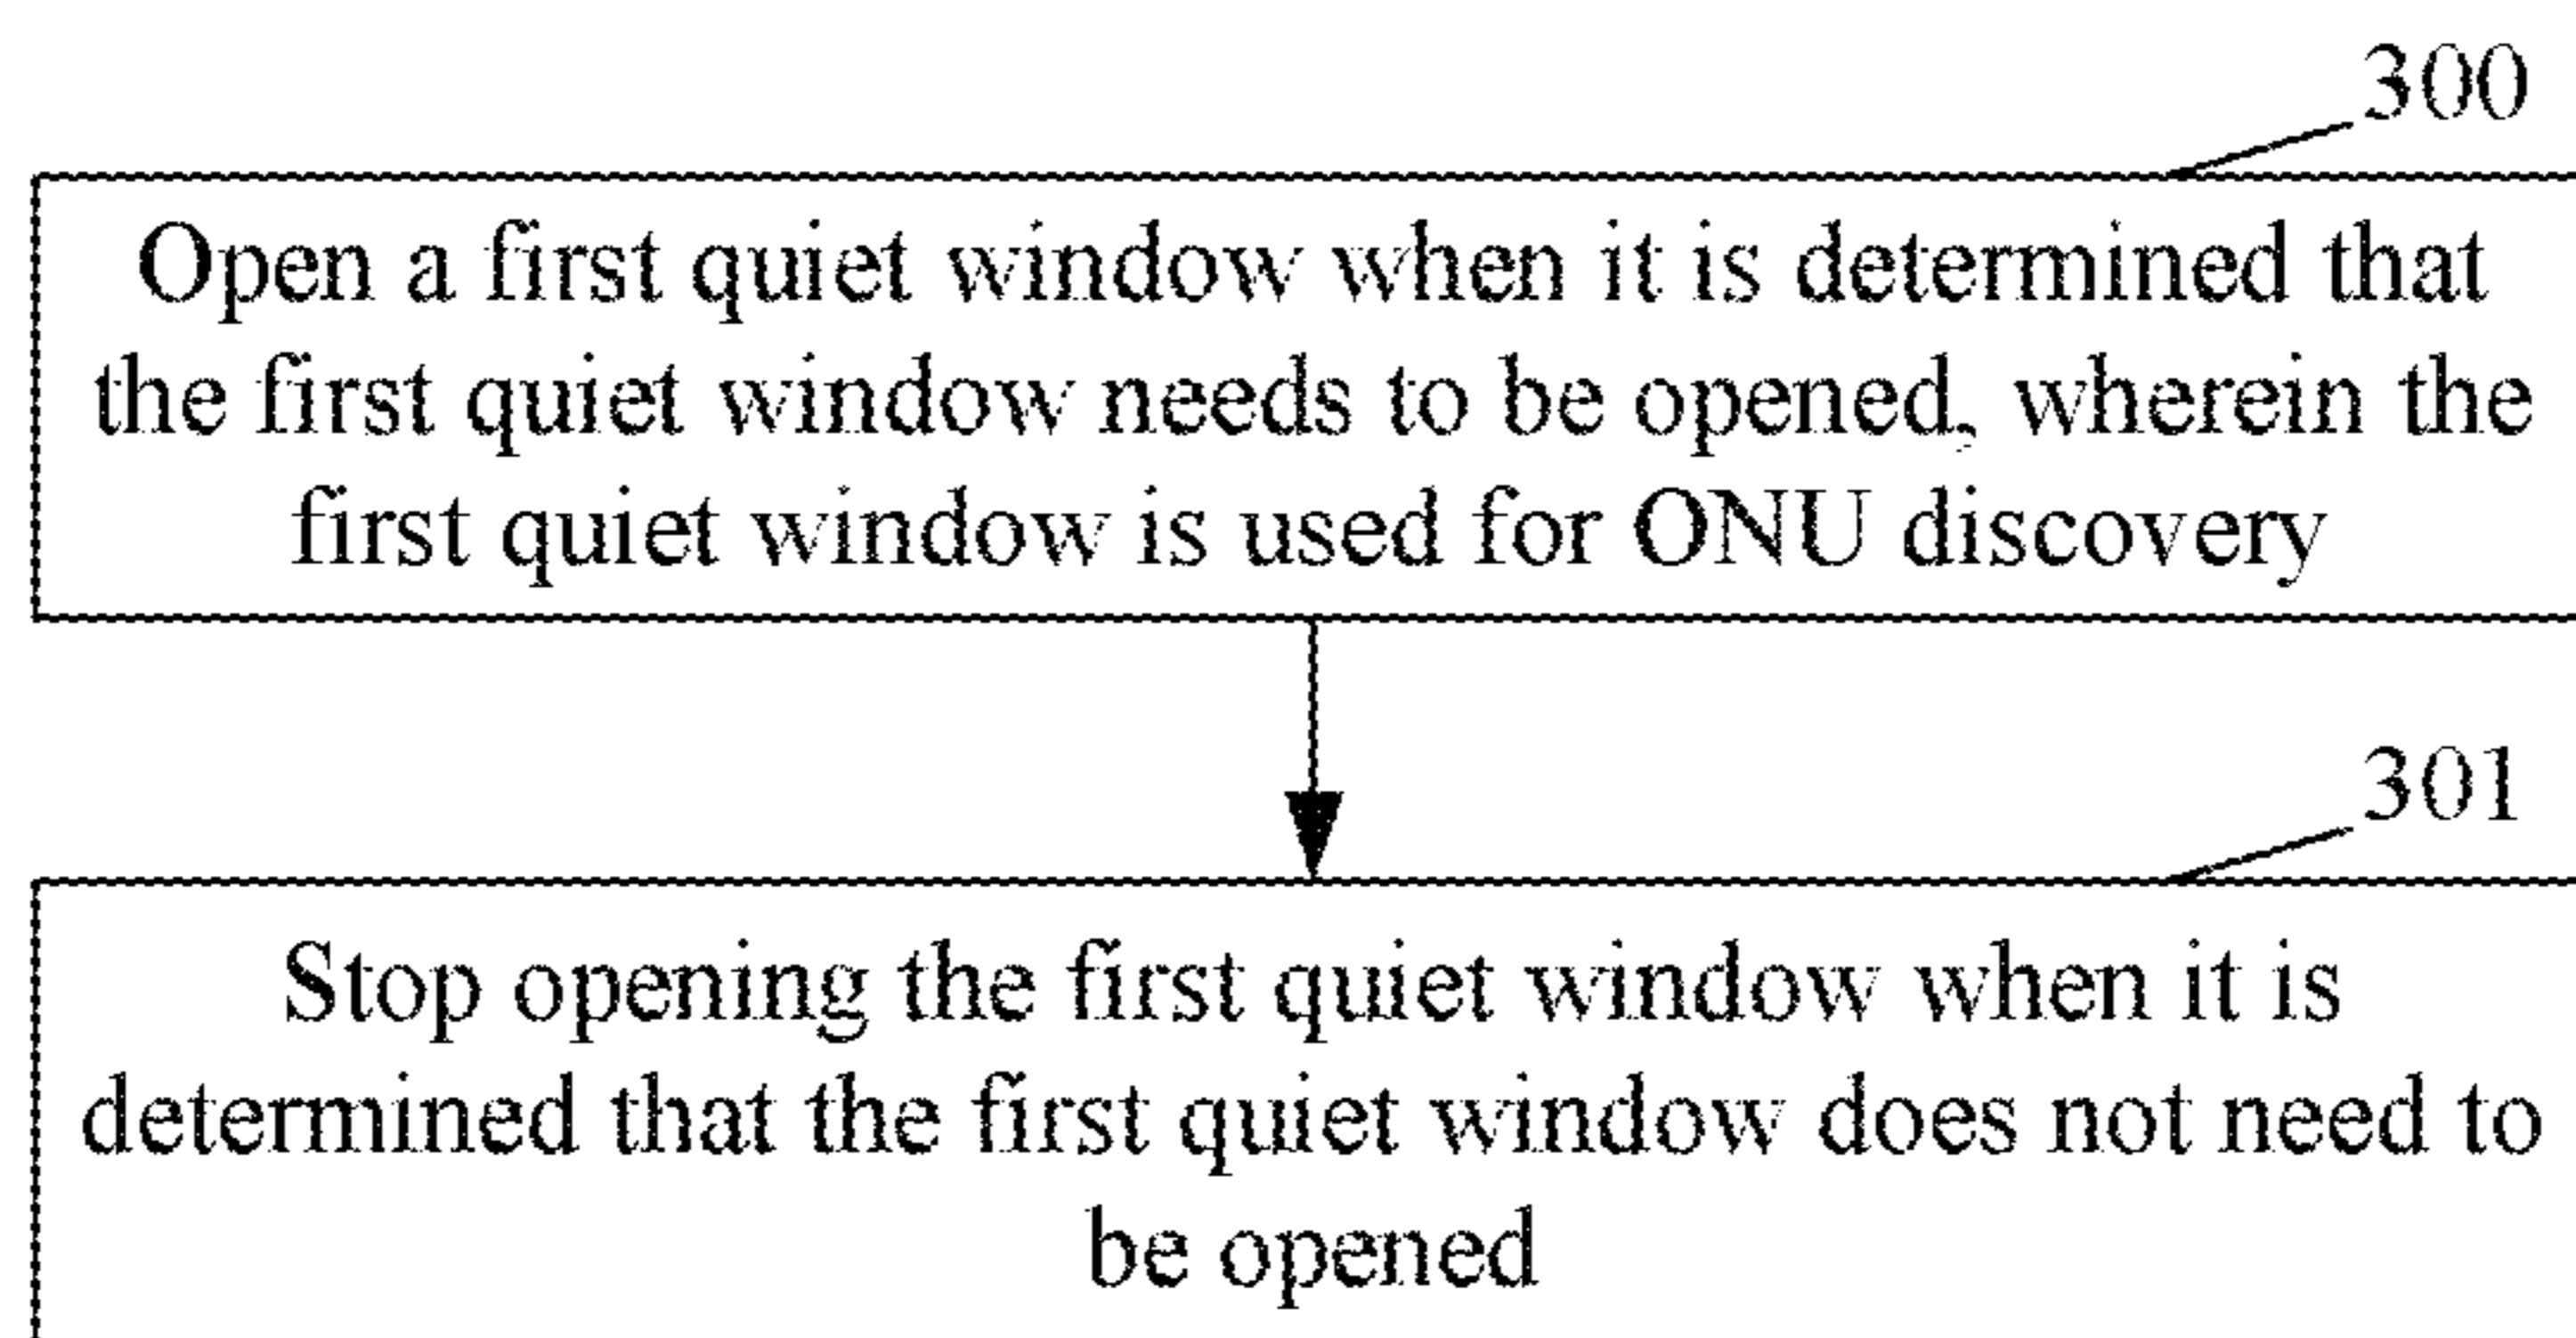 300
Open a first quiet window when it is determined that
the first quiet window needs to be opened, wherein the
first quiet window is used for ONU discovery
301
Stop opening the first quiet window when it is
determined that the first quiet window does not need to
be opened